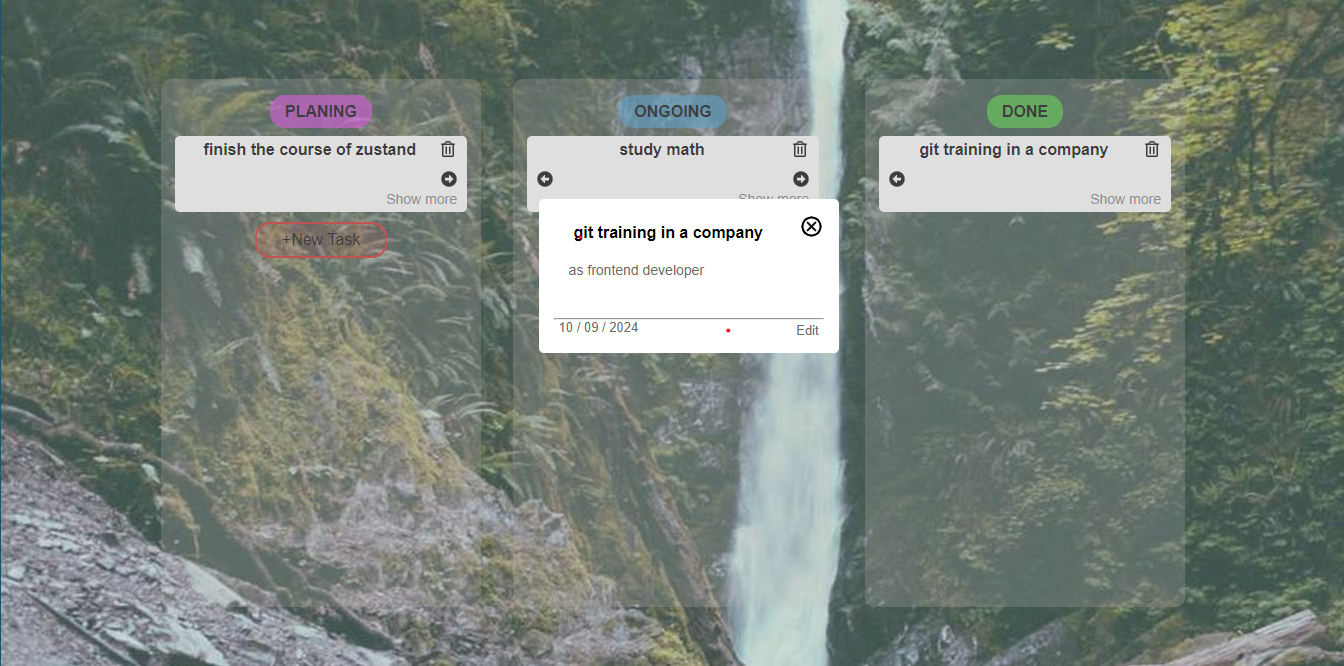 PLANING
finish the course of zustand
Show more
+New Task
ONGOING
study math
Show more
git training in a company
as frontend developer
10 / 09 / 2024
Edit
DONE
git training in a company
Show more